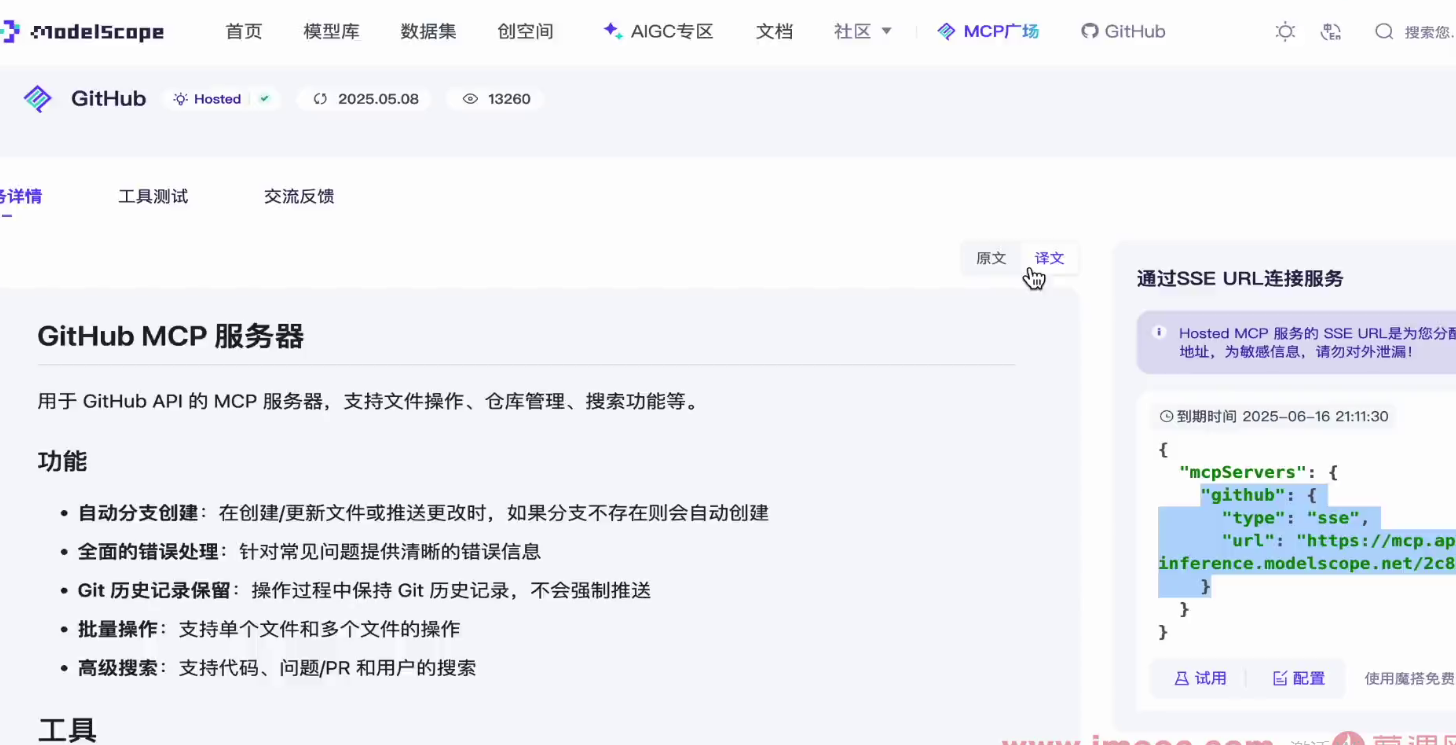 ModelScope 首页 模型库 数据集 创空间 AIGC专区 文档 社区 MCP广场 GitHub 搜索您
GitHub Hosted 2025.05.08 13260
详情 工具测试 交流反馈
原文 译文
GitHub MCP 服务器
用于 GitHub API 的 MCP 服务器，支持文件操作、仓库管理、搜索功能等。
功能
• 自动分支创建：在创建/更新文件或推送更改时，如果分支不存在则会自动创建
• 全面的错误处理：针对常见问题提供清晰的错误信息
• Git 历史记录保留：操作过程中保持 Git 历史记录，不会强制推送
• 批量操作：支持单个文件和多个文件的操作
• 高级搜索：支持代码、问题/PR 和用户的搜索
工具
通过SSE URL连接服务
Hosted MCP 服务的 SSE URL是为您分配
地址，为敏感信息，请勿对外泄漏！
到期时间 2025-06-16 21:11:30
{
"mcpServers": {
"github": {
"type": "sse",
"url": "https://mcp.ap
inference.modelscope.net/2c8
}
}
}
试用 配置 使用魔搭免费
www.imooc.com